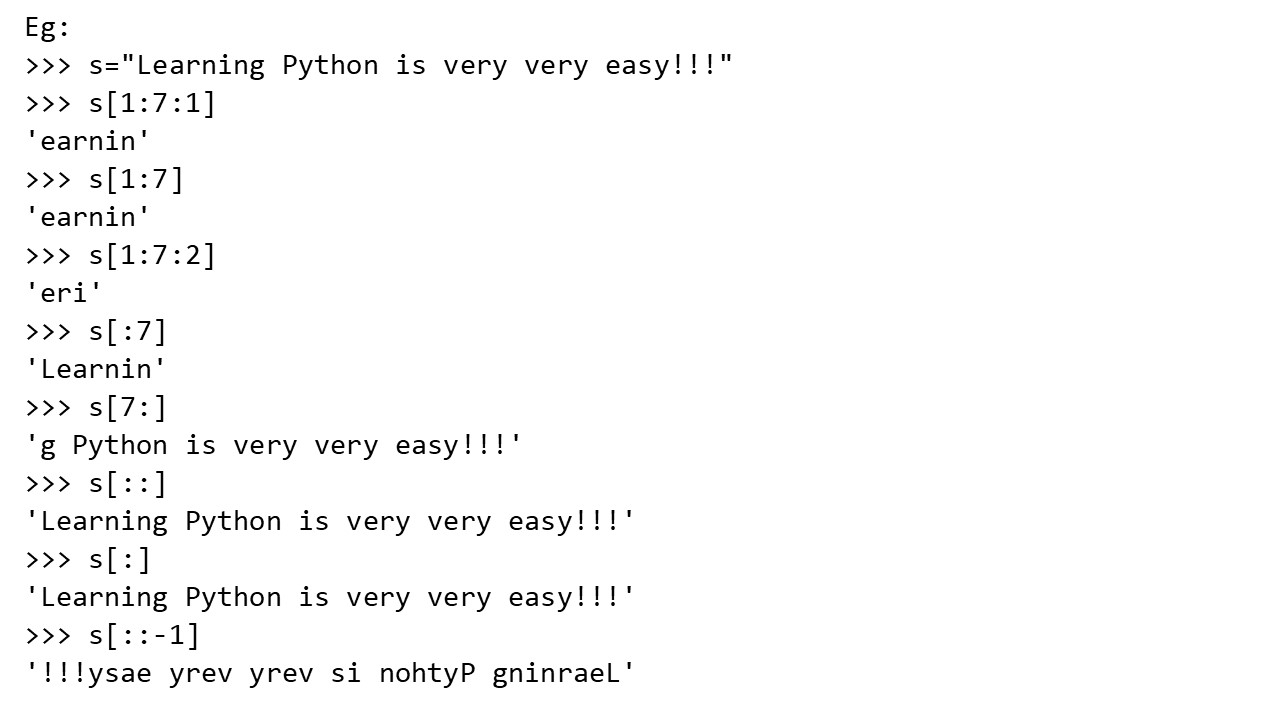 Eg:
>>> s="Learning Python is very very easy!!!"
>>> s[1:7:1]
'earnin'
>>> s[1:7]
'earnin'
>>> s[1:7:2]
'eri'
>>> s[:7]
'Learnin'
>>> s[7:]
'g Python is very very easy!!!'
>>> s[::]
'Learning Python is very very easy!!!'
>>> s[:]
'Learning Python is very very easy!!!'
>>> s[::-1]
'!!!ysae yrev yrev si nohtyP gninraeL'